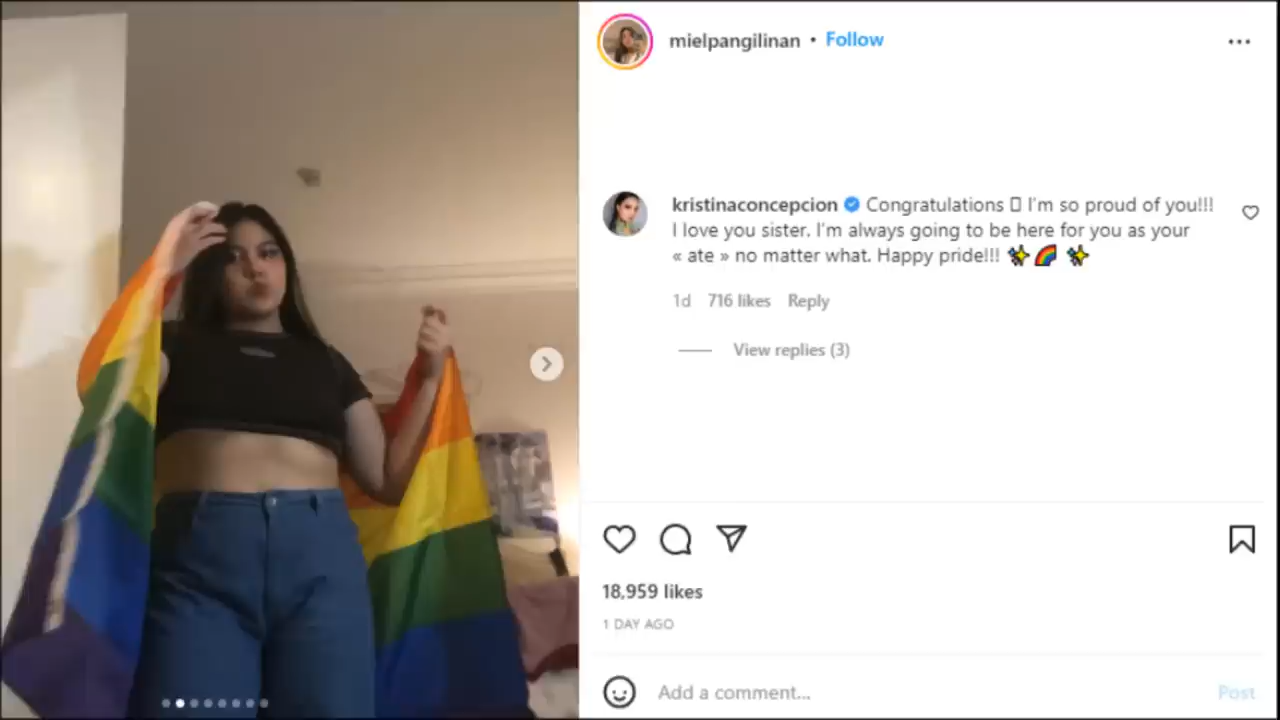 mielpangilinan • Follow
kristinaconcepcion Congratulations I'm so proud of you!!!
I love you sister. I'm always going to be here for you as your
« ate » no matter what. Happy pride!!! ✨🌈 ✨
1d 716 likes Reply
View replies (3)
18,959 likes
1 DAY AGO
Add a comment... Post